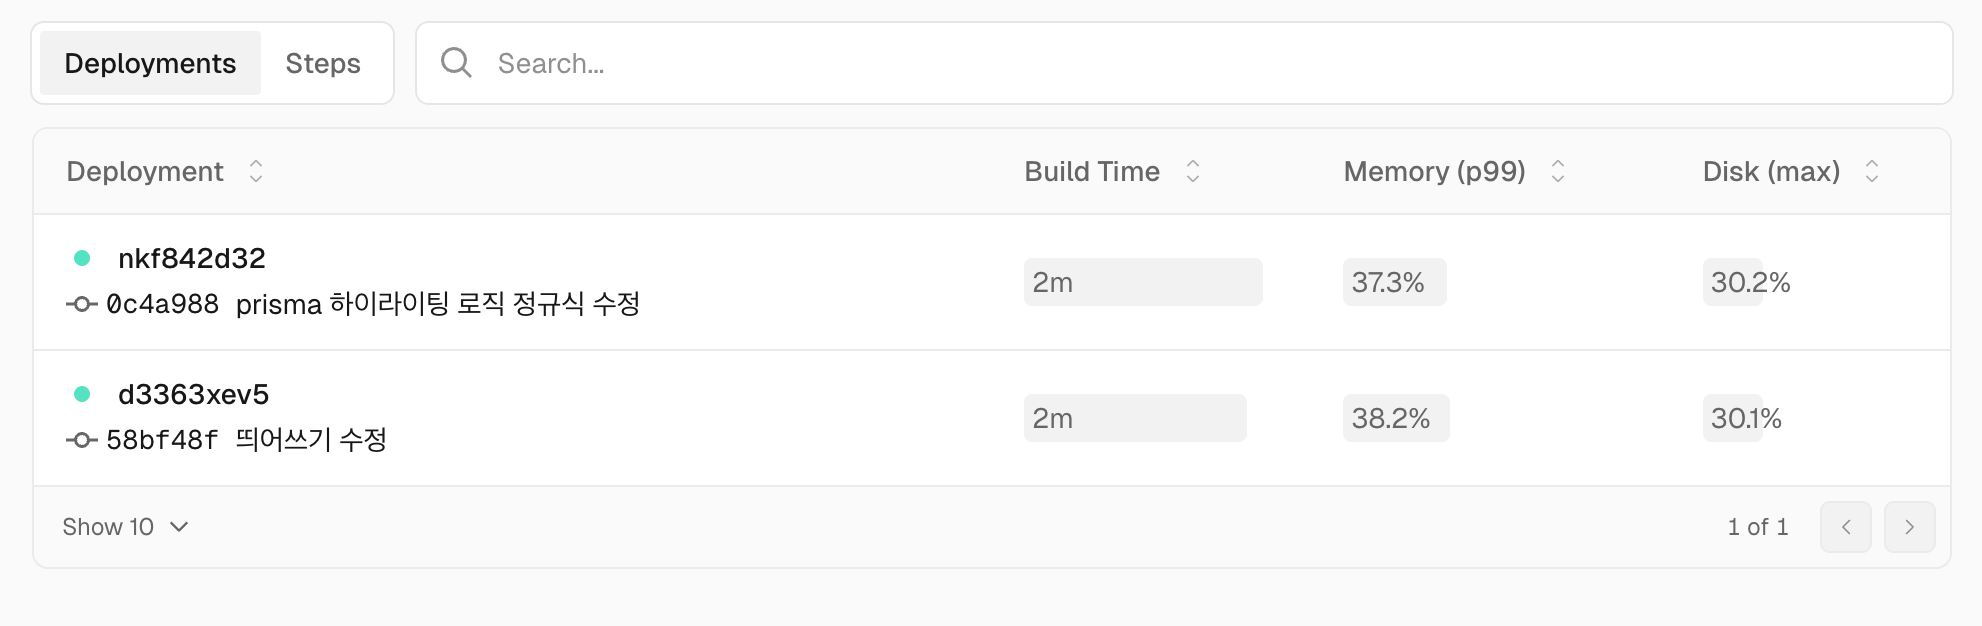 Deployments Steps Search...
Deployment Build Time Memory (p99) Disk (max)
nkf842d32
0c4a988 prisma 하이라이팅 로직 정규식 수정
2m 37.3% 30.2%
d3363xev5
58bf48f 띄어쓰기 수정
2m 38.2% 30.1%
Show 10 1 of 1